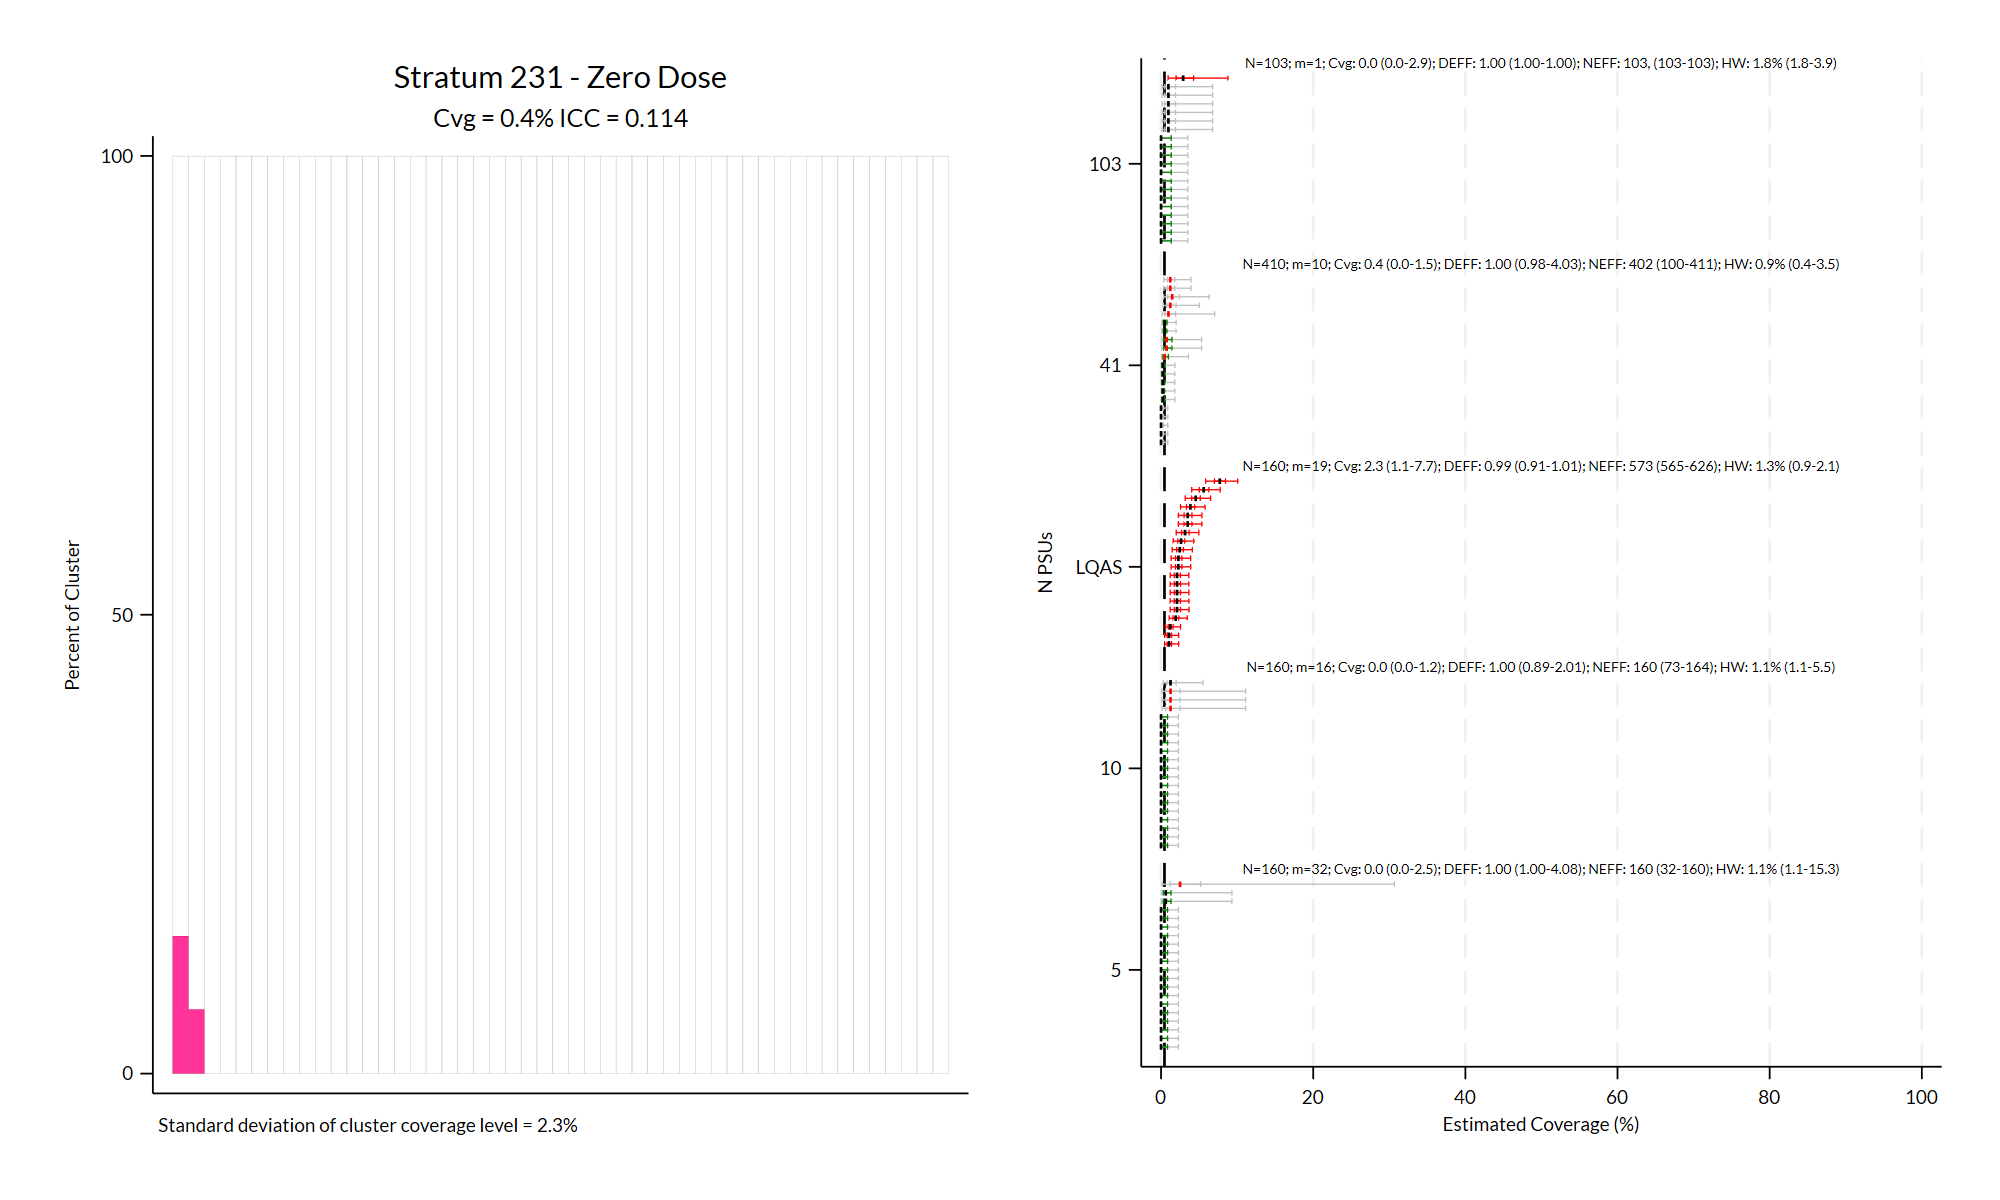 Stratum 231 - Zero Dose
Cvg = 0.4% ICC = 0.114
100
50
0
Percent of Cluster
Standard deviation of cluster coverage level = 2.3%
N=103; m=1; Cvg: 0.0 (0.0-2.9); DEFF: 1.00 (1.00-1.00); NEFF: 103, (103-103); HW: 1.8% (1.8-3.9)
103
N=410; m=10; Cvg: 0.4 (0.0-1.5); DEFF: 1.00 (0.98-4.03); NEFF: 402 (100-411); HW: 0.9% (0.4-3.5)
41
N=160; m=19; Cvg: 2.3 (1.1-7.7); DEFF: 0.99 (0.91-1.01); NEFF: 573 (565-626); HW: 1.3% (0.9-2.1)
LQAS
N PSUs
N=160; m=16; Cvg: 0.0 (0.0-1.2); DEFF: 1.00 (0.89-2.01); NEFF: 160 (73-164); HW: 1.1% (1.1-5.5)
10
N=160; m=32; Cvg: 0.0 (0.0-2.5); DEFF: 1.00 (1.00-4.08); NEFF: 160 (32-160); HW: 1.1% (1.1-15.3)
5
0 20 40 60 80 100
Estimated Coverage (%)